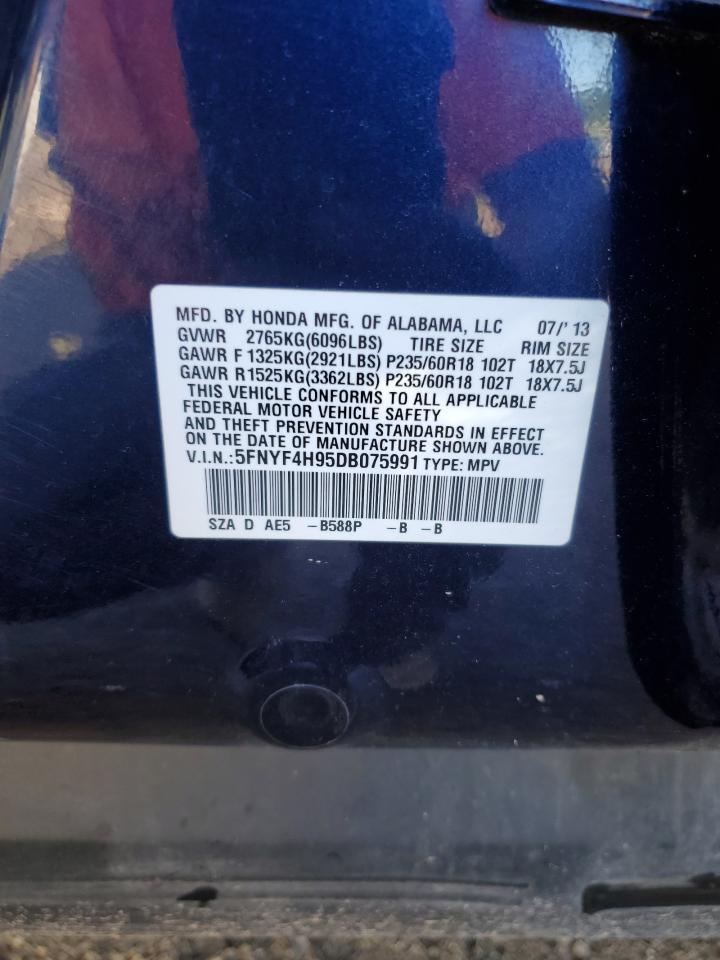 MFD. BY HONDA MFG. OF ALABAMA, LLC 07/' 13
GVWR 2765KG(6096LBS) TIRE SIZE RIM SIZE
GAWR F 1325KG(2921LBS) P235/60R18 102T 18X7.5J
GAWR R1525KG(3362LBS) P235/60R18 102T 18X7.5J
THIS VEHICLE CONFORMS TO ALL APPLICABLE
FEDERAL MOTOR VEHICLE SAFETY
AND THEFT PREVENTION STANDARDS IN EFFECT
ON THE DATE OF MANUFACTURE SHOWN ABOVE.
V.I.N.:5FNYF4H95DB075991 TYPE: MPV
SZA D AE5 -B588P -B -B